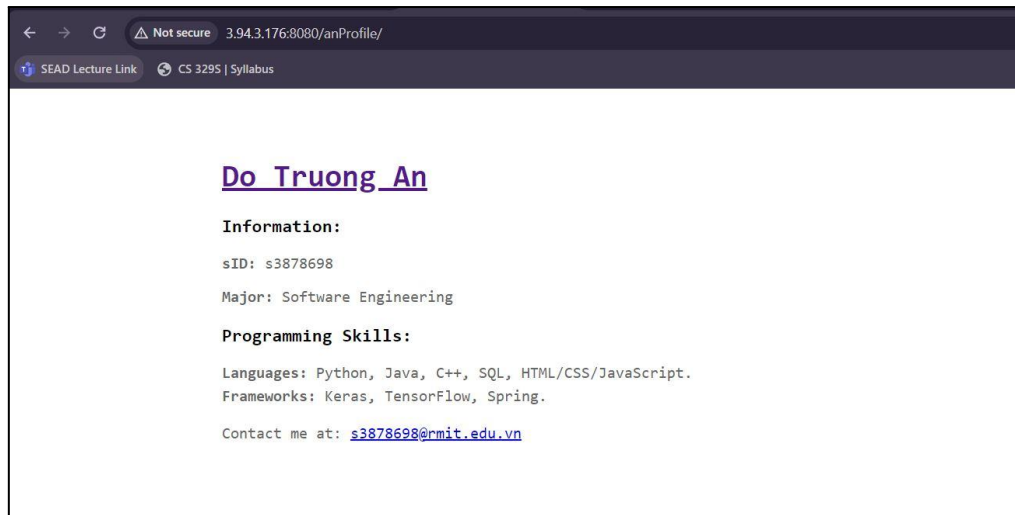 Not secure 3.94.3.176:8080/anProfile/
SEAD Lecture Link CS 329S | Syllabus
Do Truong An
Information:
sID: s3878698
Major: Software Engineering
Programming Skills:
Languages: Python, Java, C++, SQL, HTML/CSS/JavaScript.
Frameworks: Keras, TensorFlow, Spring.
Contact me at: s3878698@rmit.edu.vn